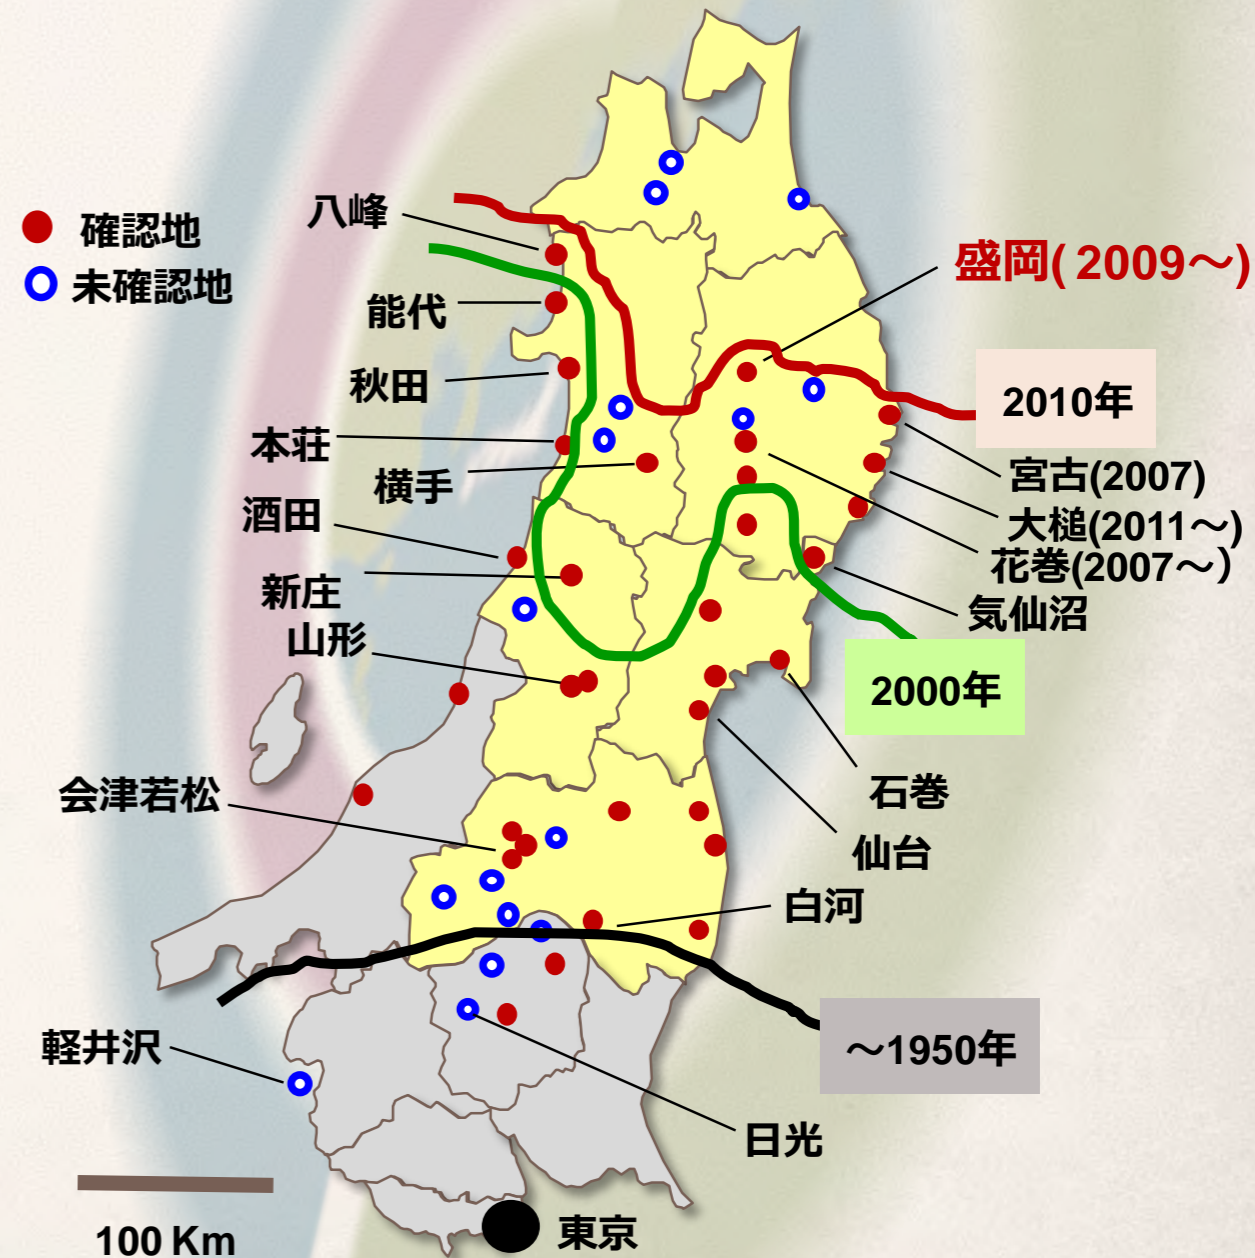 確認地
未確認地
八峰
能代
秋田
本荘
横手
酒田
新庄
山形
会津若松
軽井沢
100 Km
東京
盛岡( 2009～)
2010年
宮古(2007)
大槌(2011～)
花巻(2007～）
気仙沼
2000年
石巻
仙台
白河
～1950年
日光